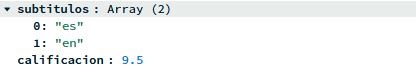 subtitulos : Array (2)
0: "es"
1: "en"
calificacion : 9.5